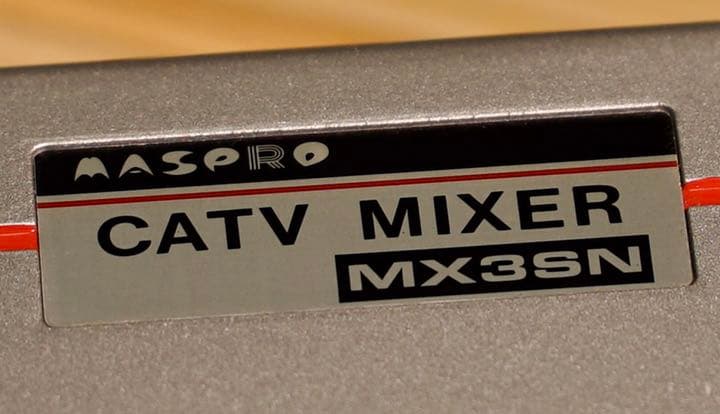 MASPRO
CATV MIXER
MX3SN